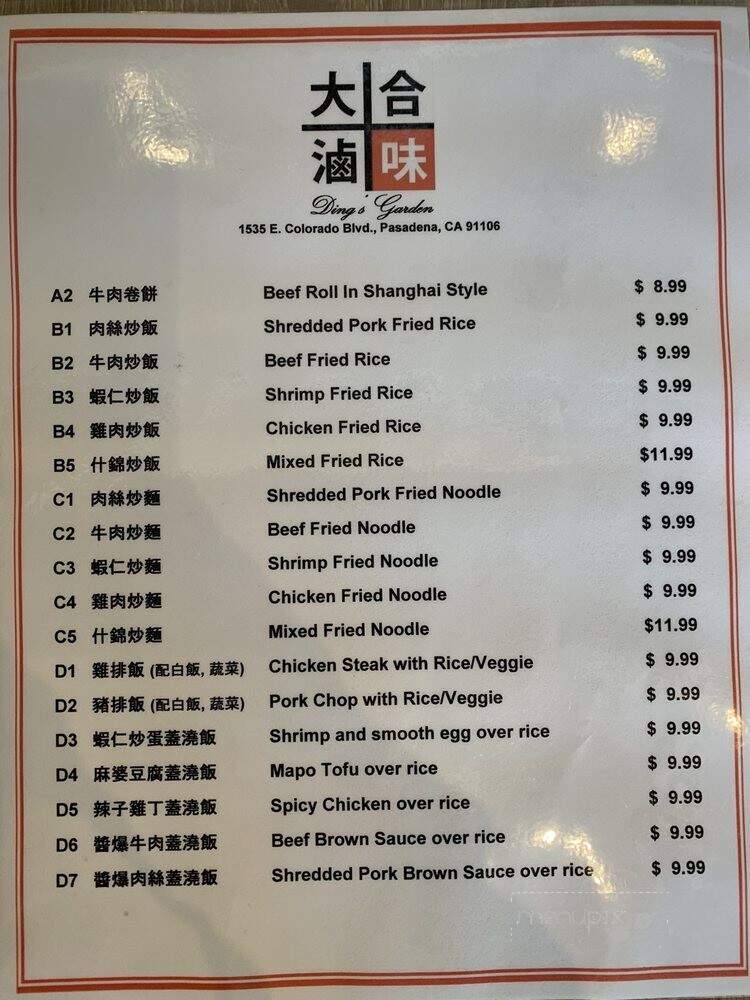 大合
滷味
Ding's Garden
1535 E. Colorado Blvd., Pasadena, CA 91106
A2 牛肉卷餅 Beef Roll In Shanghai Style $ 8.99
B1 肉絲炒飯 Shredded Pork Fried Rice $ 9.99
B2 牛肉炒飯 Beef Fried Rice $ 9.99
B3 蝦仁炒飯 Shrimp Fried Rice $ 9.99
B4 雞肉炒飯 Chicken Fried Rice $ 9.99
B5 什錦炒飯 Mixed Fried Rice $11.99
C1 肉絲炒麵 Shredded Pork Fried Noodle $ 9.99
C2 牛肉炒麵 Beef Fried Noodle $ 9.99
C3 蝦仁炒麵 Shrimp Fried Noodle $ 9.99
C4 雞肉炒麵 Chicken Fried Noodle $ 9.99
C5 什錦炒麵 Mixed Fried Noodle $11.99
D1 雞排飯 (配白飯, 蔬菜) Chicken Steak with Rice/Veggie $ 9.99
D2 豬排飯 (配白飯, 蔬菜) Pork Chop with Rice/Veggie $ 9.99
D3 蝦仁炒蛋蓋澆飯 Shrimp and smooth egg over rice $ 9.99
D4 麻婆豆腐蓋澆飯 Mapo Tofu over rice $ 9.99
D5 辣子雞丁蓋澆飯 Spicy Chicken over rice $ 9.99
D6 醬爆牛肉蓋澆飯 Beef Brown Sauce over rice $ 9.99
D7 醬爆肉絲蓋澆飯 Shredded Pork Brown Sauce over rice $ 9.99